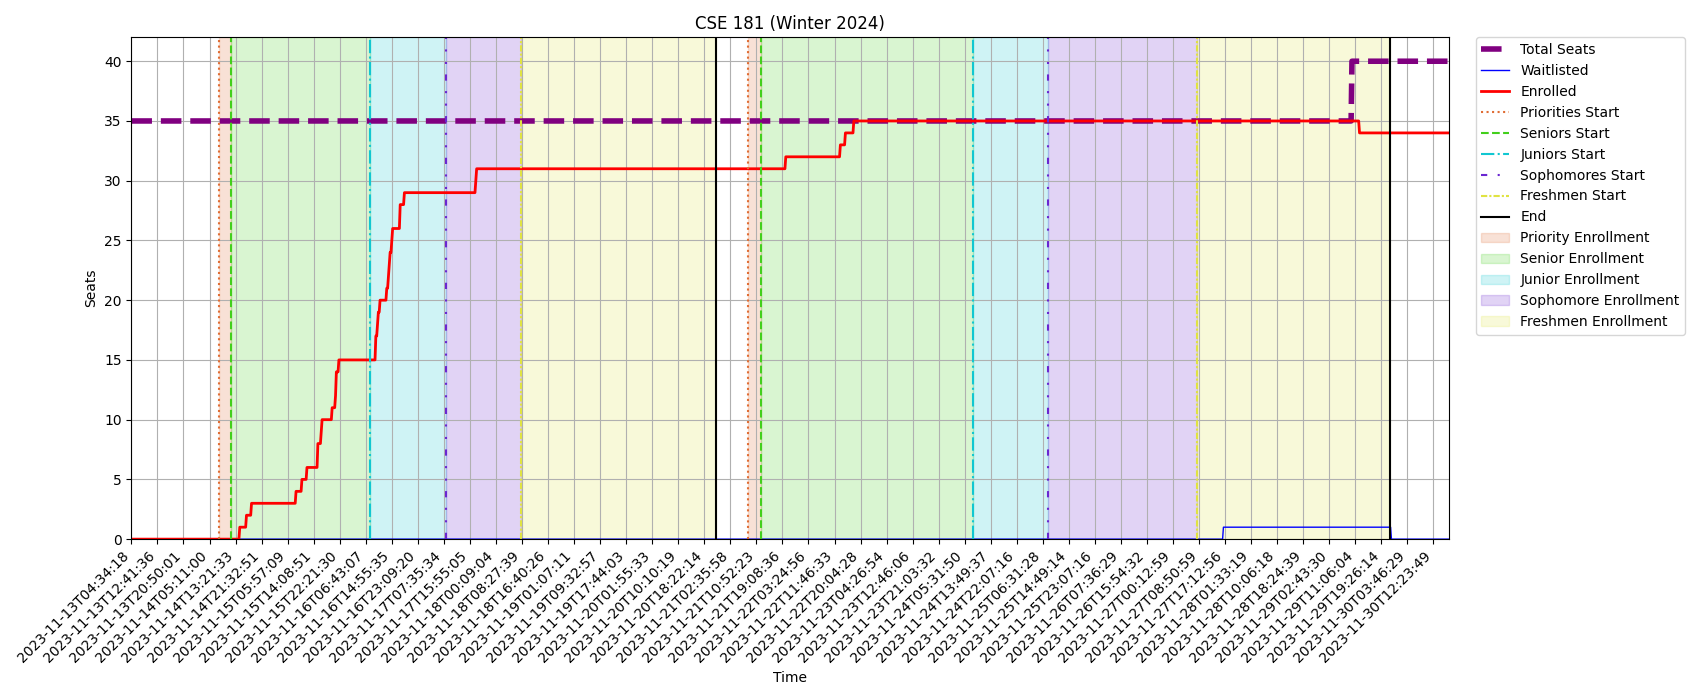 CSE 181 (Winter 2024)
Seats
40
35
30
25
20
15
10
5
0
2023-11-13T04:34:18
2023-11-13T12:41:36
2023-11-13T20:50:01
2023-11-14T05:11:00
2023-11-14T13:21:33
2023-11-14T21:32:51
2023-11-15T05:57:09
2023-11-15T14:08:51
2023-11-15T22:21:30
2023-11-16T06:43:07
2023-11-16T14:55:35
2023-11-16T23:09:20
2023-11-17T07:35:34
2023-11-17T15:55:05
2023-11-18T00:09:04
2023-11-18T08:27:39
2023-11-18T16:40:26
2023-11-19T01:07:11
2023-11-19T09:32:57
2023-11-19T17:44:03
2023-11-20T01:55:33
2023-11-20T10:10:19
2023-11-20T18:22:14
2023-11-21T02:35:58
2023-11-21T10:52:23
2023-11-21T19:08:36
2023-11-22T03:24:56
2023-11-22T11:46:33
2023-11-22T20:04:28
2023-11-23T04:26:54
2023-11-23T12:46:06
2023-11-23T21:03:32
2023-11-24T05:31:50
2023-11-24T13:49:37
2023-11-24T22:07:16
2023-11-25T06:31:28
2023-11-25T14:49:14
2023-11-25T23:07:16
2023-11-26T07:36:29
2023-11-26T15:54:32
2023-11-27T00:12:59
2023-11-27T08:50:59
2023-11-27T17:12:56
2023-11-28T01:33:19
2023-11-28T10:06:18
2023-11-28T18:24:39
2023-11-29T02:43:30
2023-11-29T11:06:04
2023-11-29T19:26:14
2023-11-30T03:46:29
2023-11-30T12:23:49
Time
Total Seats
Waitlisted
Enrolled
Priorities Start
Seniors Start
Juniors Start
Sophomores Start
Freshmen Start
End
Priority Enrollment
Senior Enrollment
Junior Enrollment
Sophomore Enrollment
Freshmen Enrollment